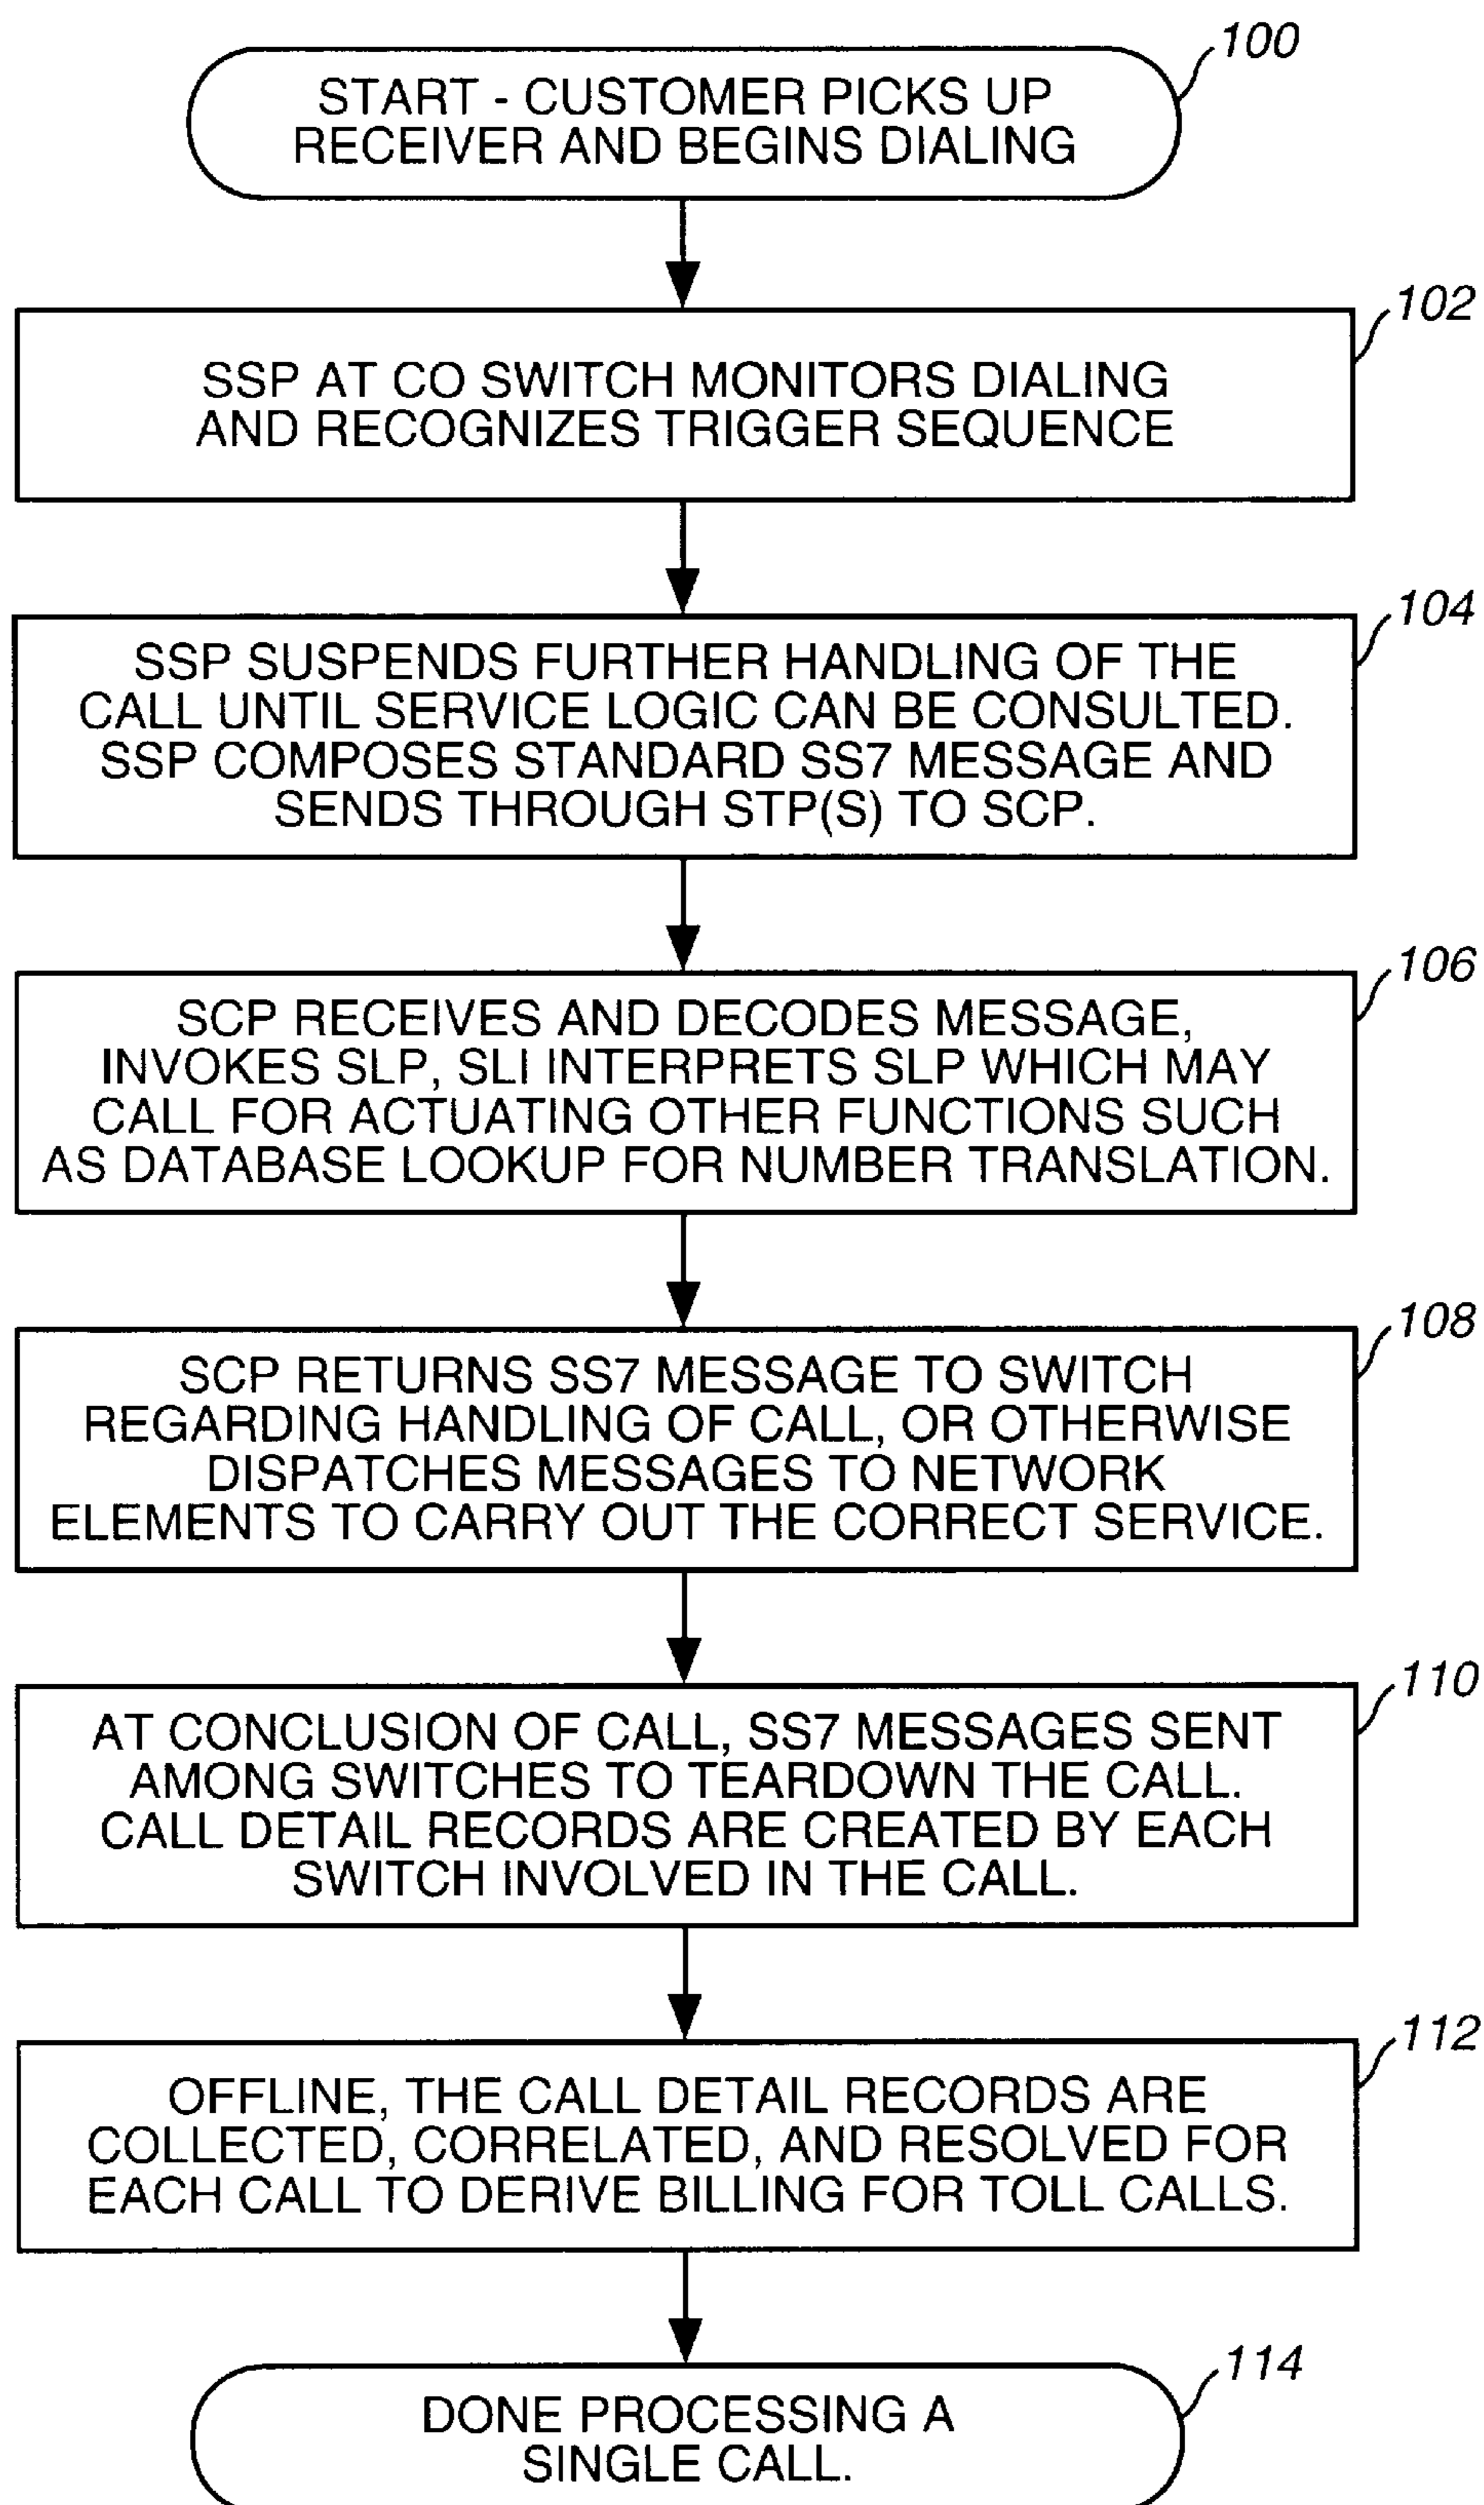 100
START - CUSTOMER PICKS UP
RECEIVER AND BEGINS DIALING
102
SSP AT CO SWITCH MONITORS DIALING
AND RECOGNIZES TRIGGER SEQUENCE
104
SSP SUSPENDS FURTHER HANDLING OF THE
CALL UNTIL SERVICE LOGIC CAN BE CONSULTED.
SSP COMPOSES STANDARD SS7 MESSAGE AND
SENDS THROUGH STP(S) TO SCP.
106
SCP RECEIVES AND DECODES MESSAGE,
INVOKES SLP, SLI INTERPRETS SLP WHICH MAY
CALL FOR ACTUATING OTHER FUNCTIONS SUCH
AS DATABASE LOOKUP FOR NUMBER TRANSLATION.
108
SCP RETURNS SS7 MESSAGE TO SWITCH
REGARDING HANDLING OF CALL, OR OTHERWISE
DISPATCHES MESSAGES TO NETWORK
ELEMENTS TO CARRY OUT THE CORRECT SERVICE.
110
AT CONCLUSION OF CALL, SS7 MESSAGES SENT
AMONG SWITCHES TO TEARDOWN THE CALL.
CALL DETAIL RECORDS ARE CREATED BY EACH
SWITCH INVOLVED IN THE CALL.
112
OFFLINE, THE CALL DETAIL RECORDS ARE
COLLECTED, CORRELATED, AND RESOLVED FOR
EACH CALL TO DERIVE BILLING FOR TOLL CALLS.
114
DONE PROCESSING A
SINGLE CALL.